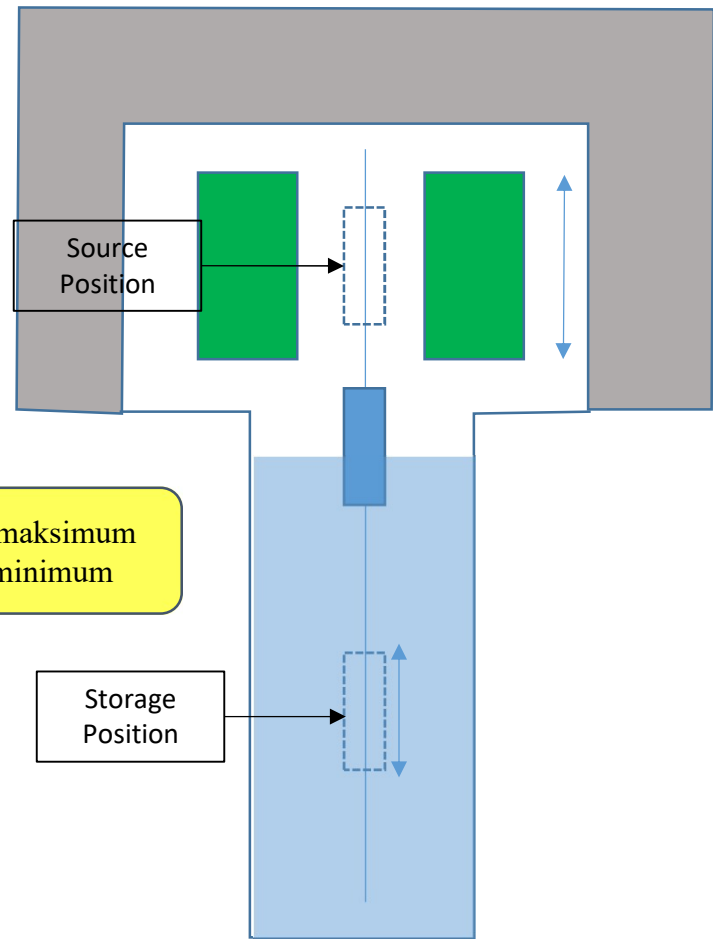 Source
Position
maksimum
minimum
Storage
Position